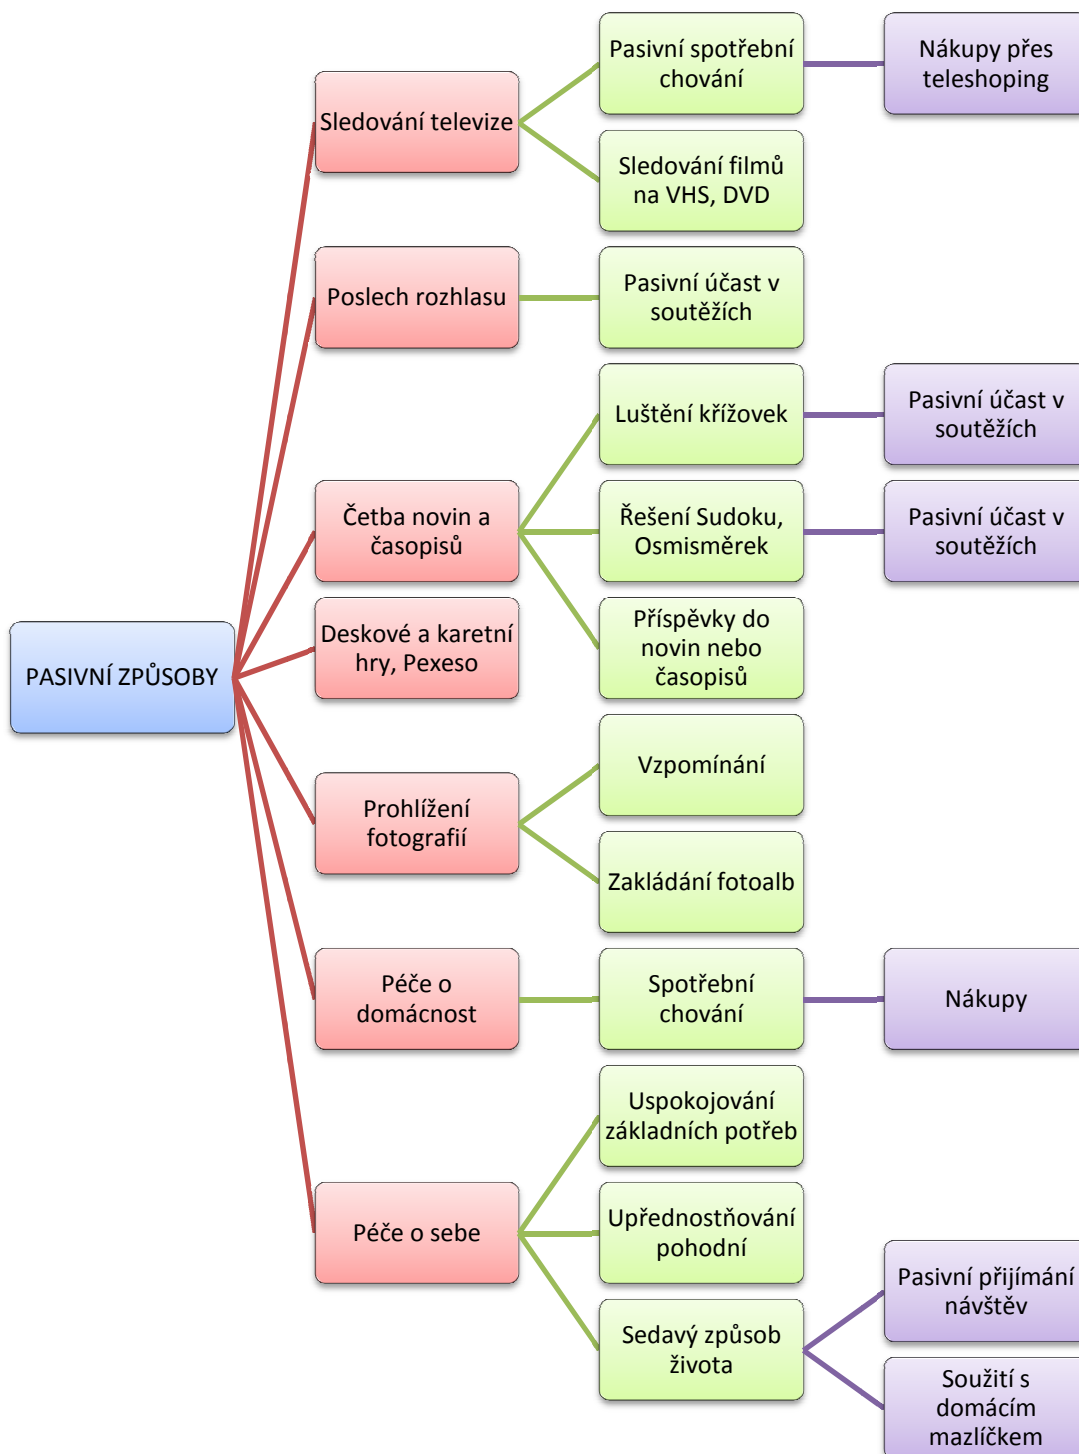 PASIVNÍ ZPŮSOBY
Sledování televize
Pasivní spotřební
chování
Nákupy přes
teleshoping
Sledování filmů
na VHS, DVD
Poslech rozhlasu
Pasivní účast v
soutěžích
Četba novin a
časopisů
Luštění křížovek
Pasivní účast v
soutěžích
Řešení Sudoku,
Osmisměrek
Pasivní účast v
soutěžích
Příspěvky do
novin nebo
časopisů
Deskové a karetní
hry, Pexeso
Prohlížení
fotografií
Vzpomínání
Zakládání fotoalb
Péče o
domácnost
Spotřební
chování
Nákupy
Péče o sebe
Uspokojování
základních potřeb
Upřednostňování
pohodní
Sedavý způsob
života
Pasivní přijímání
návštěv
Soužití s
domácím
mazlíčkem